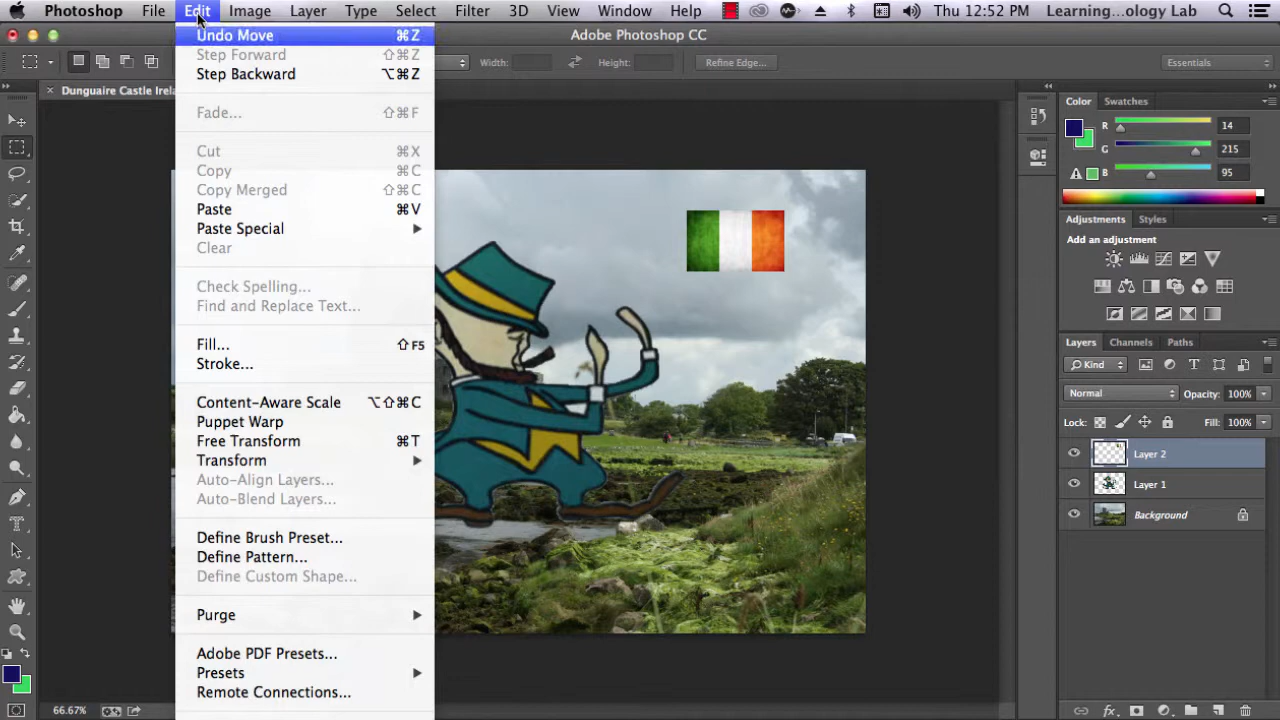 Photoshop File Edit Image Layer Type Select Filter 3D View Window Help Thu 12:52 PM Learning...ology Lab
Adobe Photoshop CC
Width: Height: Refine Edge... Essentials
Dunguaire Castle Irela
Undo Move ⌘Z
Step Forward ⇧⌘Z
Step Backward ⌥⌘Z
Fade... ⇧⌘F
Cut ⌘X
Copy ⌘C
Copy Merged ⇧⌘C
Paste ⌘V
Paste Special
Clear
Check Spelling...
Find and Replace Text...
Fill... ⇧F5
Stroke...
Content-Aware Scale ⌥⇧⌘C
Puppet Warp
Free Transform ⌘T
Transform
Auto-Align Layers...
Auto-Blend Layers...
Define Brush Preset...
Define Pattern...
Define Custom Shape...
Purge
Adobe PDF Presets...
Presets
Remote Connections...
Color Swatches
R 14
G 215
B 95
Adjustments Styles
Add an adjustment
Layers Channels Paths
Kind
Normal Opacity: 100%
Lock: Fill: 100%
Layer 2
Layer 1
Background
66.67%